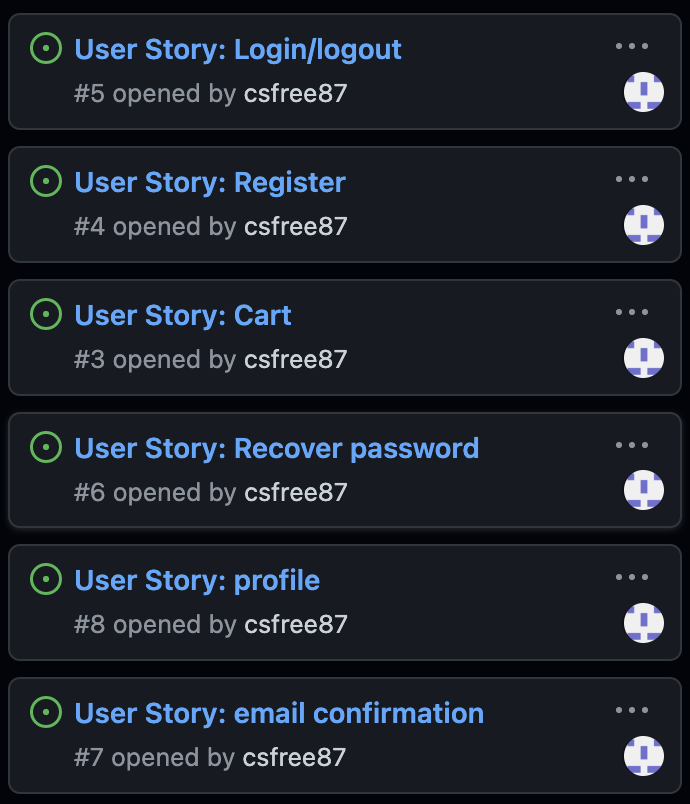 User Story: Login/logout
#5 opened by csfree87
User Story: Register
#4 opened by csfree87
User Story: Cart
#3 opened by csfree87
User Story: Recover password
#6 opened by csfree87
User Story: profile
#8 opened by csfree87
User Story: email confirmation
#7 opened by csfree87